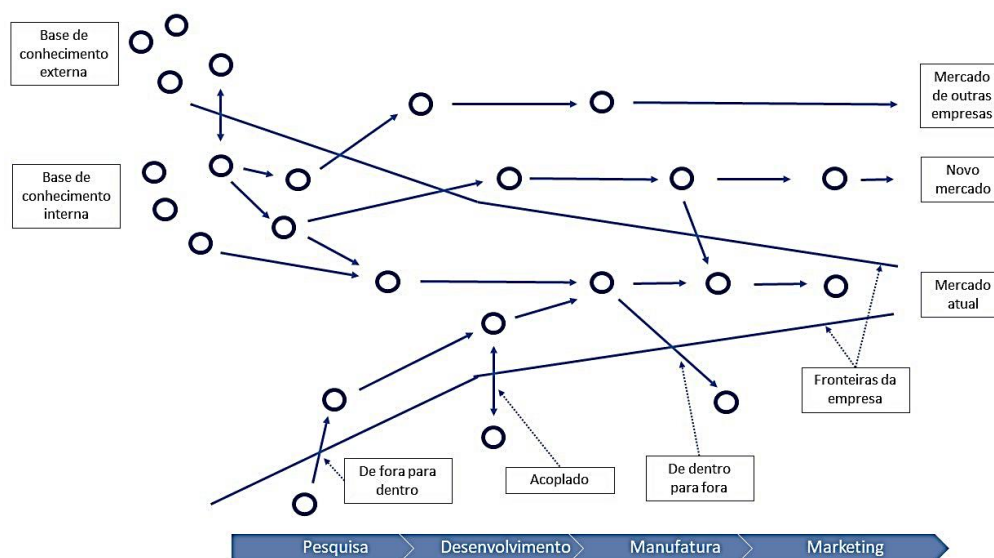 Base de
conhecimento
externa
Mercado
de outras
empresas
Base de
conhecimento
interna
Novo
mercado
Mercado
atual
Fronteiras da
empresa
De fora para
dentro
Acoplado
De dentro
para fora
Pesquisa
Desenvolvimento
Manufatura
Marketing